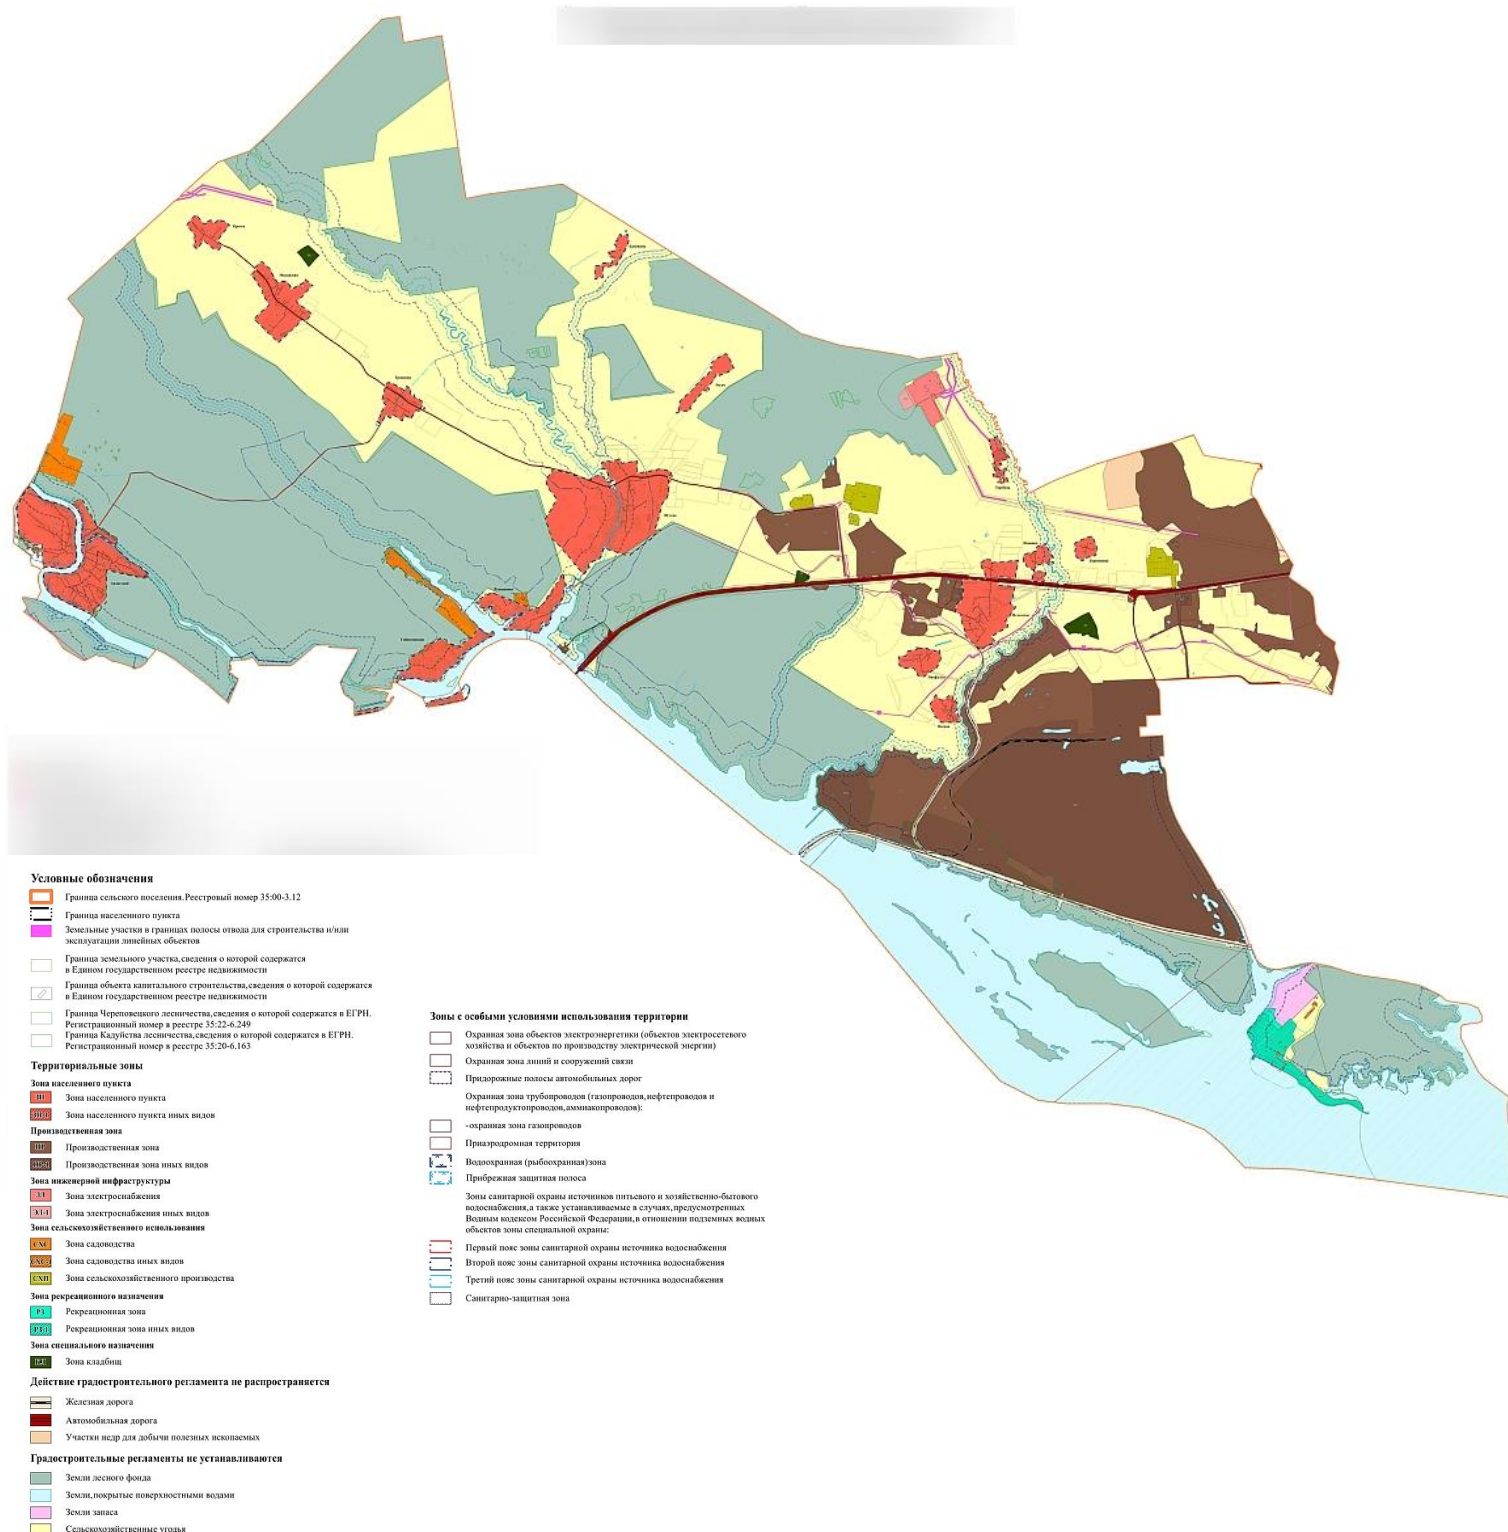 Условные обозначения
Граница сельского поселения.Реестровый номер 35:00-3.12
Граница населенного пункта
Земельные участки в границах полосы отвода для строительства и/или
эксплуатации линейных объектов
Граница земельного участка,сведения о которой содержатся
в Едином государственном реестре недвижимости
Граница объекта капитального строительства,сведения о которой содержатся
в Едином государственном реестре недвижимости
Граница Череповецкого лесничества,сведения о которой содержатся в ЕГРН.
Регистрационный номер в реестре 35:22-6.249
Граница Кадуйства лесничества,сведения о которой содержатся в ЕГРН.
Регистрационный номер в реестре 35:20-6.163
Территориальные зоны
Зона населенного пункта
Зона населенного пункта
Зона населенного пункта иных видов
Производственная зона
Производственная зона
Производственная зона иных видов
Зона инженерной инфраструктуры
ЭЛ Зона электроснабжения
ЭЛ-1 Зона электроснабжения иных видов
Зона сельскохозяйственного использования
СХС Зона садоводства
СХС-1 Зона садоводства иных видов
СХП Зона сельскохозяйственного производства
Зона рекреационного назначения
РЗ Рекреационная зона
РЗ-1 Рекреационная зона иных видов
Зона специального назначения
Зона кладбищ
Действие градостроительного регламента не распространяется
Железная дорога
Автомобильная дорога
Участки недр для добычи полезных ископаемых
Градостроительные регламенты не устанавливаются
Земли лесного фонда
Земли,покрытые поверхностными водами
Земли запаса
Сельскохозяйственные угодья
Зоны с особыми условиями использования территории
Охранная зона объектов электроэнергетики (объектов электросетевого
хозяйства и объектов по производству электрической энергии)
Охранная зона линий и сооружений связи
Придорожные полосы автомобильных дорог
Охранная зона трубопроводов (газопроводов,нефтепроводов и
нефтепродуктопроводов,аммиакопроводов):
-охранная зона газопроводов
Приаэродромная территория
Водоохранная (рыбоохранная)зона
Прибрежная защитная полоса
Зоны санитарной охраны источников питьевого и хозяйственно-бытового
водоснабжения,а также устанавливаемые в случаях,предусмотренных
Водным кодексом Российской Федерации,в отношении подземных водных
объектов зоны специальной охраны:
Первый пояс зоны санитарной охраны источника водоснабжения
Второй пояс зоны санитарной охраны источника водоснабжения
Третий пояс зоны санитарной охраны источника водоснабжения
Санитарно-защитная зона